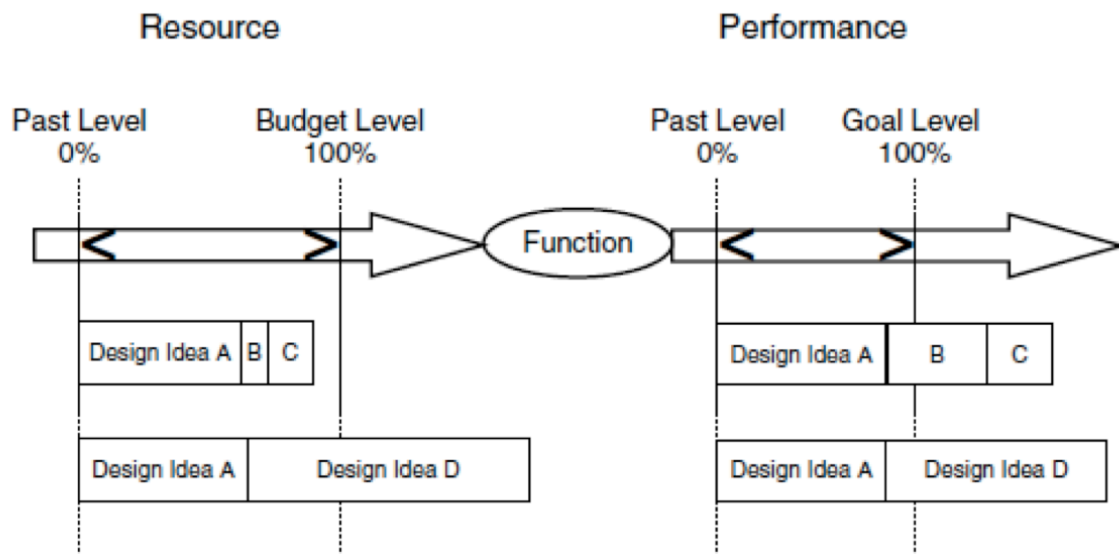 Resource
Performance
Past Level
0%
Budget Level
100%
Past Level
0%
Goal Level
100%
< >
Function
< >
Design Idea A B C
Design Idea A B C
Design Idea A Design Idea D
Design Idea A Design Idea D